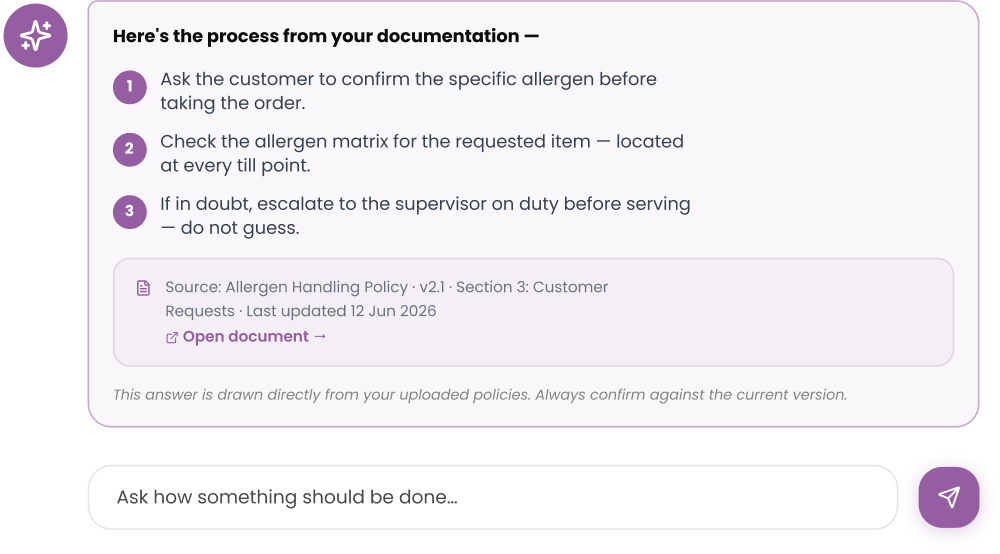 Here's the process from your documentation —
1
Ask the customer to confirm the specific allergen before
taking the order.
2
Check the allergen matrix for the requested item — located
at every till point.
3
If in doubt, escalate to the supervisor on duty before serving
— do not guess.
Source: Allergen Handling Policy · v2.1 · Section 3: Customer
Requests · Last updated 12 Jun 2026
Open document →
This answer is drawn directly from your uploaded policies. Always confirm against the current version.
Ask how something should be done...